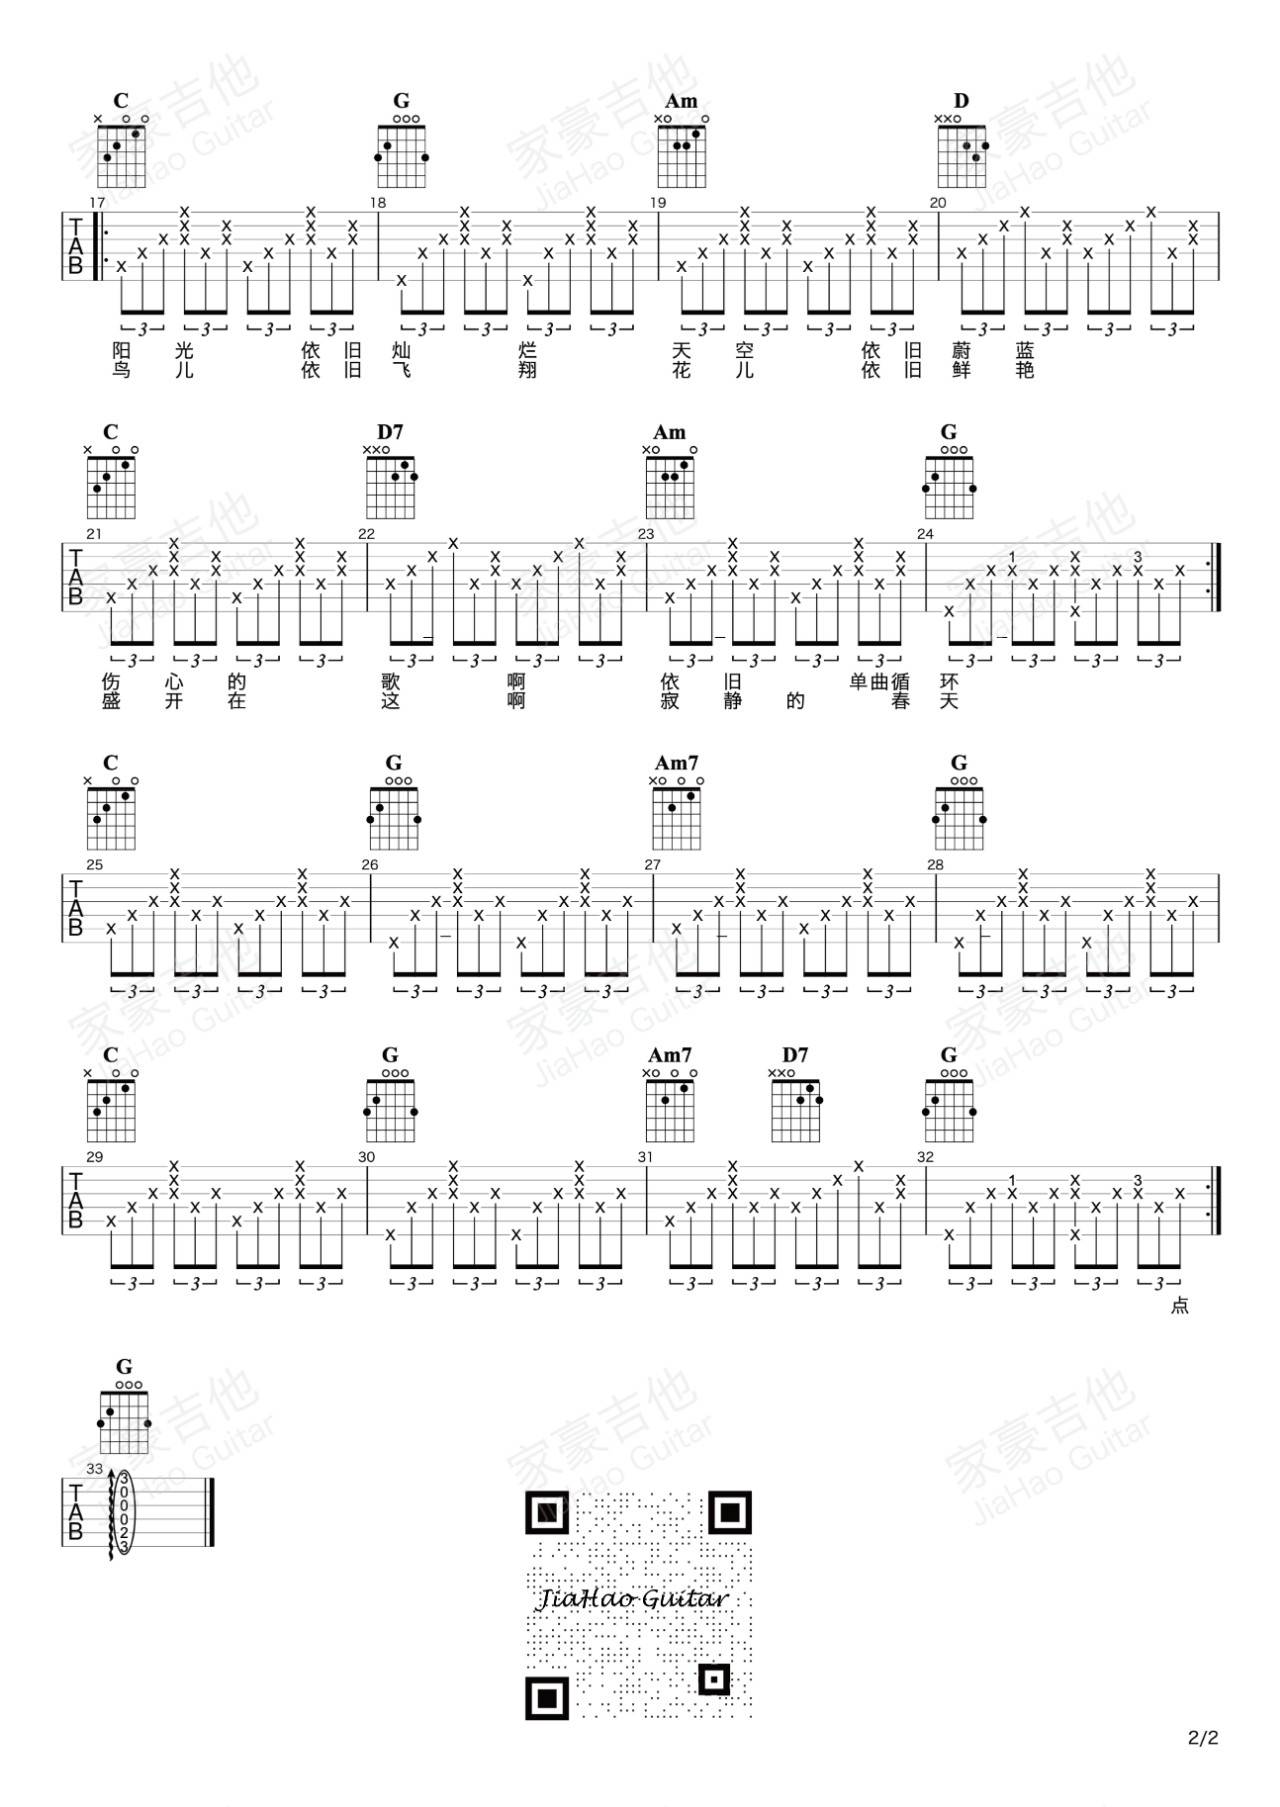 C G Am D
17 18 19 20
T
A
B
3 3 3 3 3 3 3 3 3 3 3 3 3 3 3 3
阳 光 依 旧 灿 烂 天 空 依 旧 蔚 蓝
鸟 儿 依 旧 飞 翔 花 儿 依 旧 鲜 艳
C D7 Am G
21 22 23 24
T
A
B
1 3
3 3 3 3 3 3 3 3 3 3 3 3 3 3 3 3
伤 心 的 歌 啊 依 旧 单 曲 循 环
盛 开 在 这 啊 寂 静 的 春 天
C G Am7 G
25 26 27 28
T
A
B
3 3 3 3 3 3 3 3 3 3 3 3 3 3 3 3
C G Am7 D7 G
29 30 31 32
T
A
B
1 3
3 3 3 3 3 3 3 3 3 3 3 3 3 3 3 3
点
G
33
T
A
B
3
0
0
0
2
3
JiaHao Guitar
2/2
家豪吉他
JiaHao Guitar